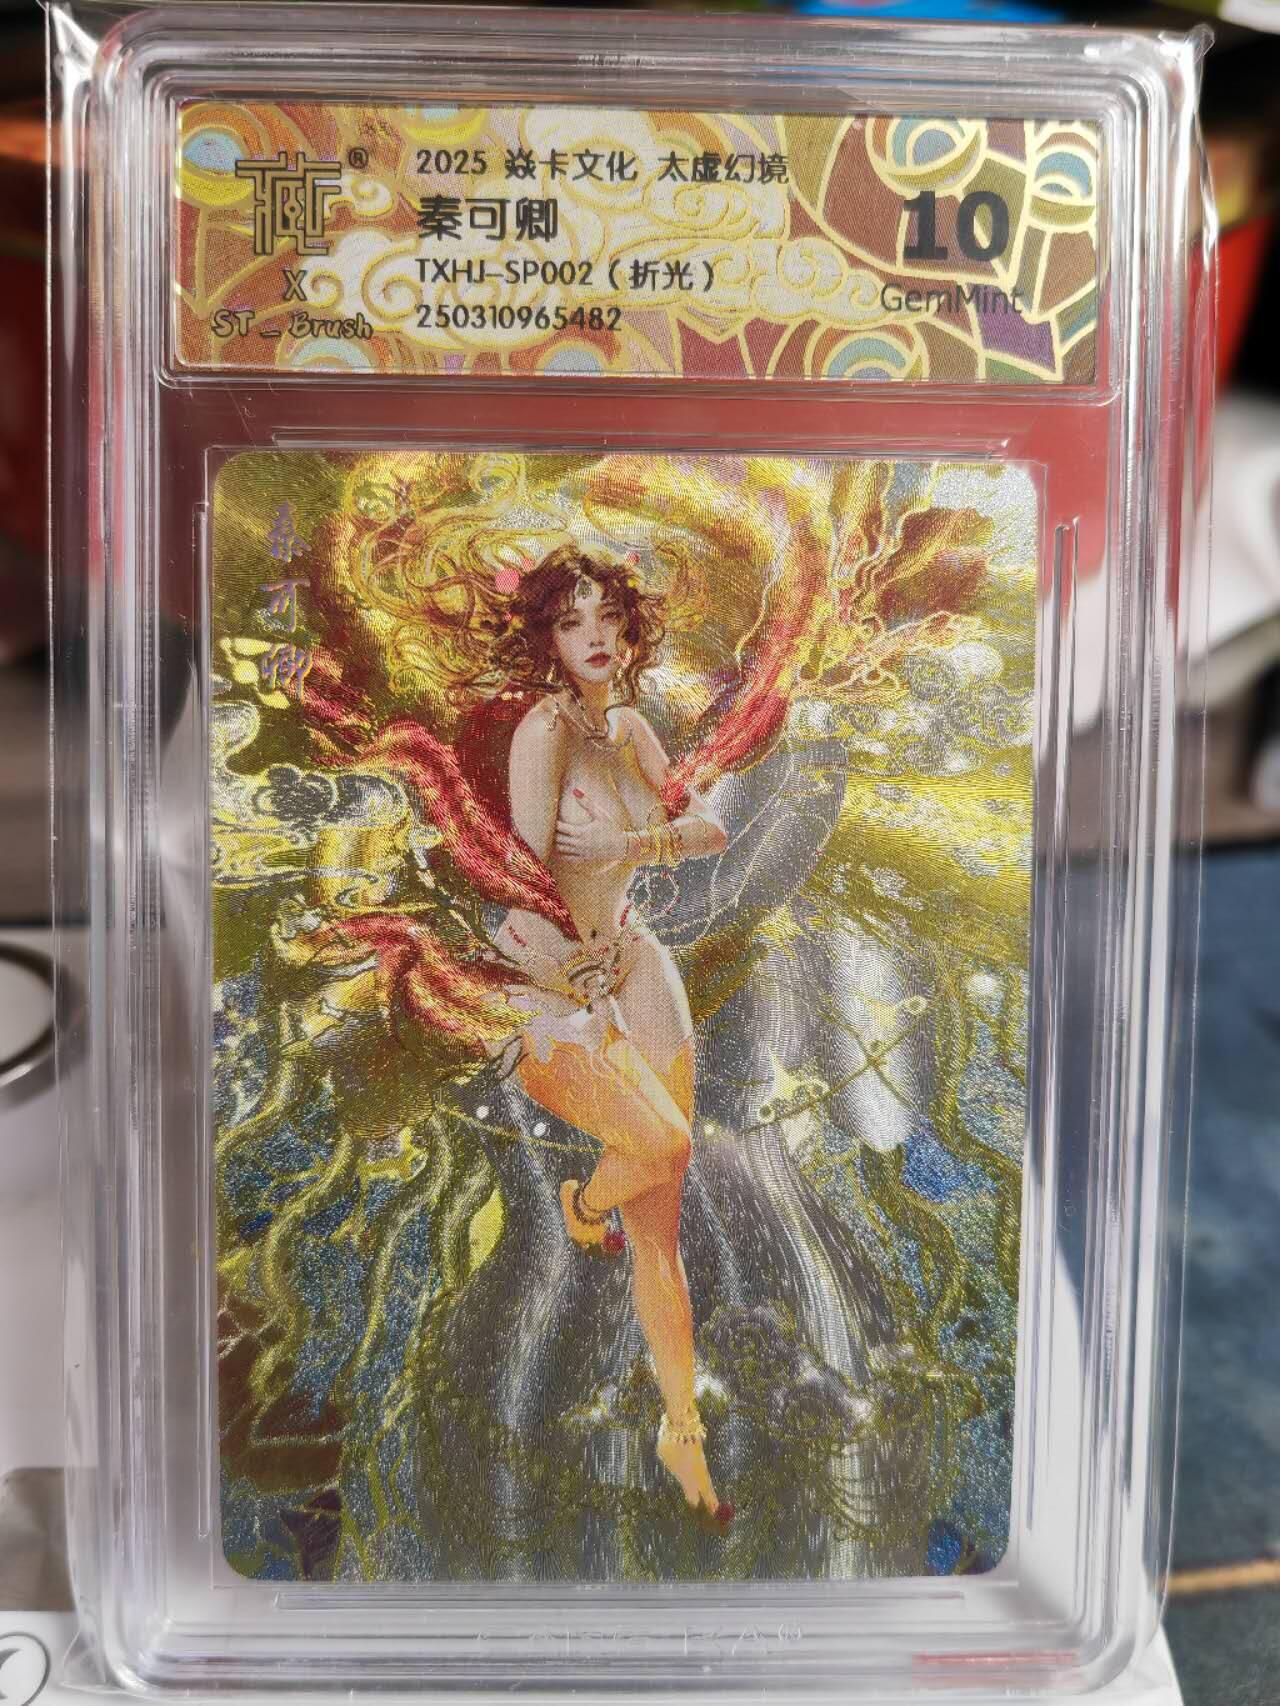 ® 2025 焱卡文化 太虚幻境
秦可卿
10
TXHJ-SP002（折光）
GemMint
X
ST_Brush
250310965482
秦可卿